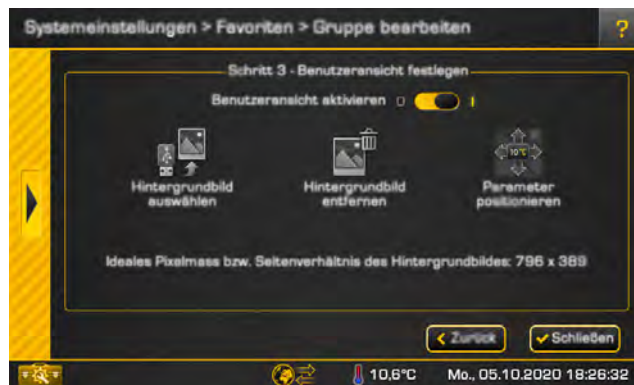 Systemeinstellungen > Favoriten > Gruppe bearbeiten
?
Schritt 3 - Benutzeransicht festlegen
Benutzeransicht aktivieren 0 I
10°C
Hintergrundbild auswählen
Hintergrundbild entfernen
Parameter positionieren
Ideales Pixelmass bzw. Seitenverhältnis des Hintergrundbildes: 796 x 389
Zurück
Schließen
10,6°C
Mo., 05.10.2020 18:26:32